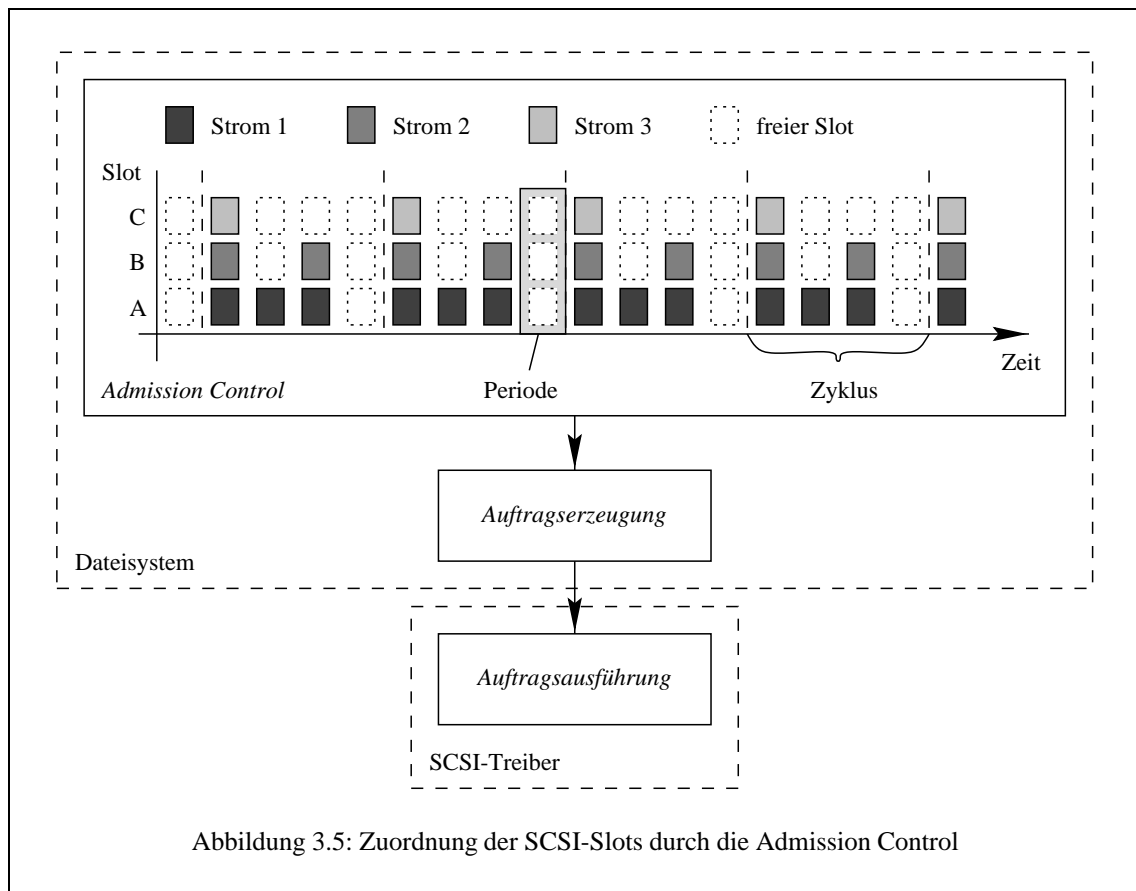 Strom 1 Strom 2 Strom 3 freier Slot
Slot
C
B
A
Zeit
Admission Control Periode Zyklus
Auftragserzeugung
Dateisystem
Auftragsausführung
SCSI-Treiber
Abbildung 3.5: Zuordnung der SCSI-Slots durch die Admission Control